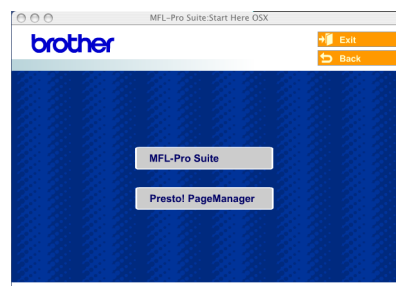 MFL-Pro Suite:Start Here OSX
brother
Exit
Back
MFL-Pro Suite
Presto! PageManager